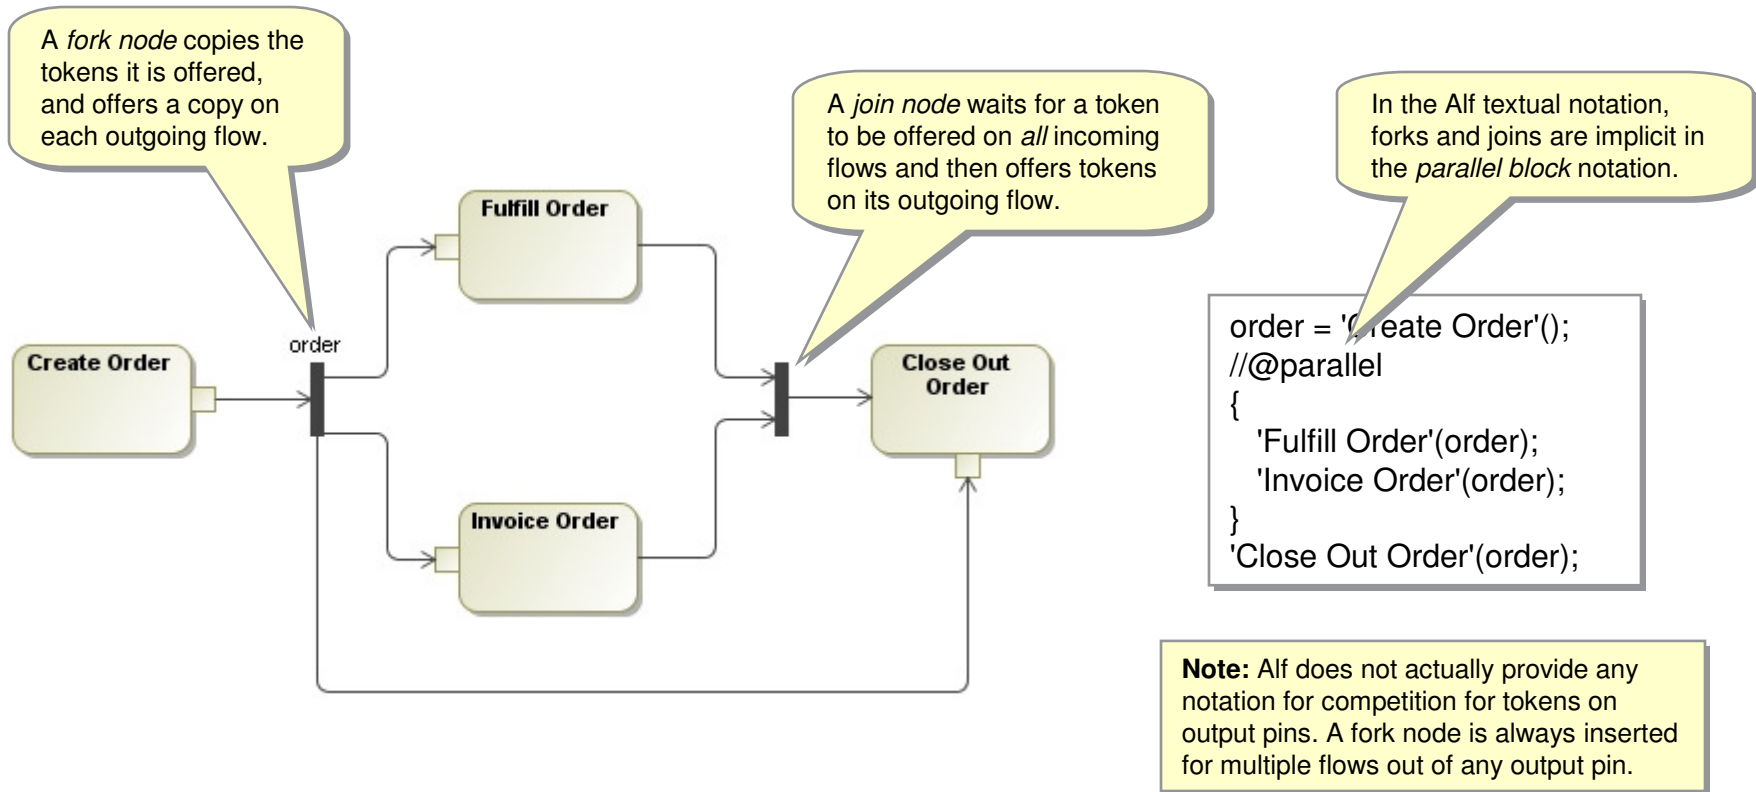 A fork node copies the
tokens it is offered,
and offers a copy on
each outgoing flow.
A join node waits for a token
to be offered on all incoming
flows and then offers tokens
on its outgoing flow.
In the Alf textual notation,
forks and joins are implicit in
the parallel block notation.
Fulfill Order
order
Create Order
Close Out
Order
Invoice Order
order = 'Create Order'();
//@parallel
{
'Fulfill Order'(order);
'Invoice Order'(order);
}
'Close Out Order'(order);
Note: Alf does not actually provide any
notation for competition for tokens on
output pins. A fork node is always inserted
for multiple flows out of any output pin.